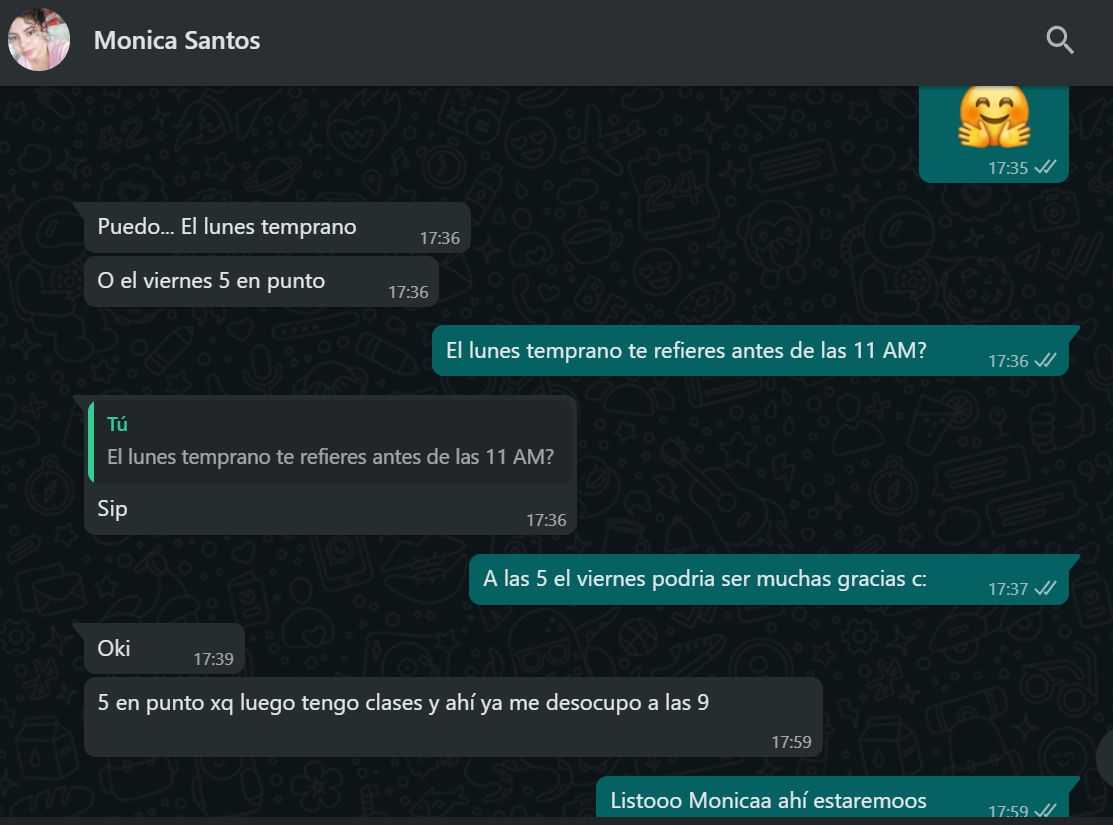 Monica Santos
17:35
Puedo... El lunes temprano
17:36
O el viernes 5 en punto
17:36
El lunes temprano te refieres antes de las 11 AM?
17:36
Tú
El lunes temprano te refieres antes de las 11 AM?
Sip
17:36
A las 5 el viernes podria ser muchas gracias c:
17:37
Oki
17:39
5 en punto xq luego tengo clases y ahí ya me desocupo a las 9
17:59
Listooo Monicaa ahí estaremoos
17:59